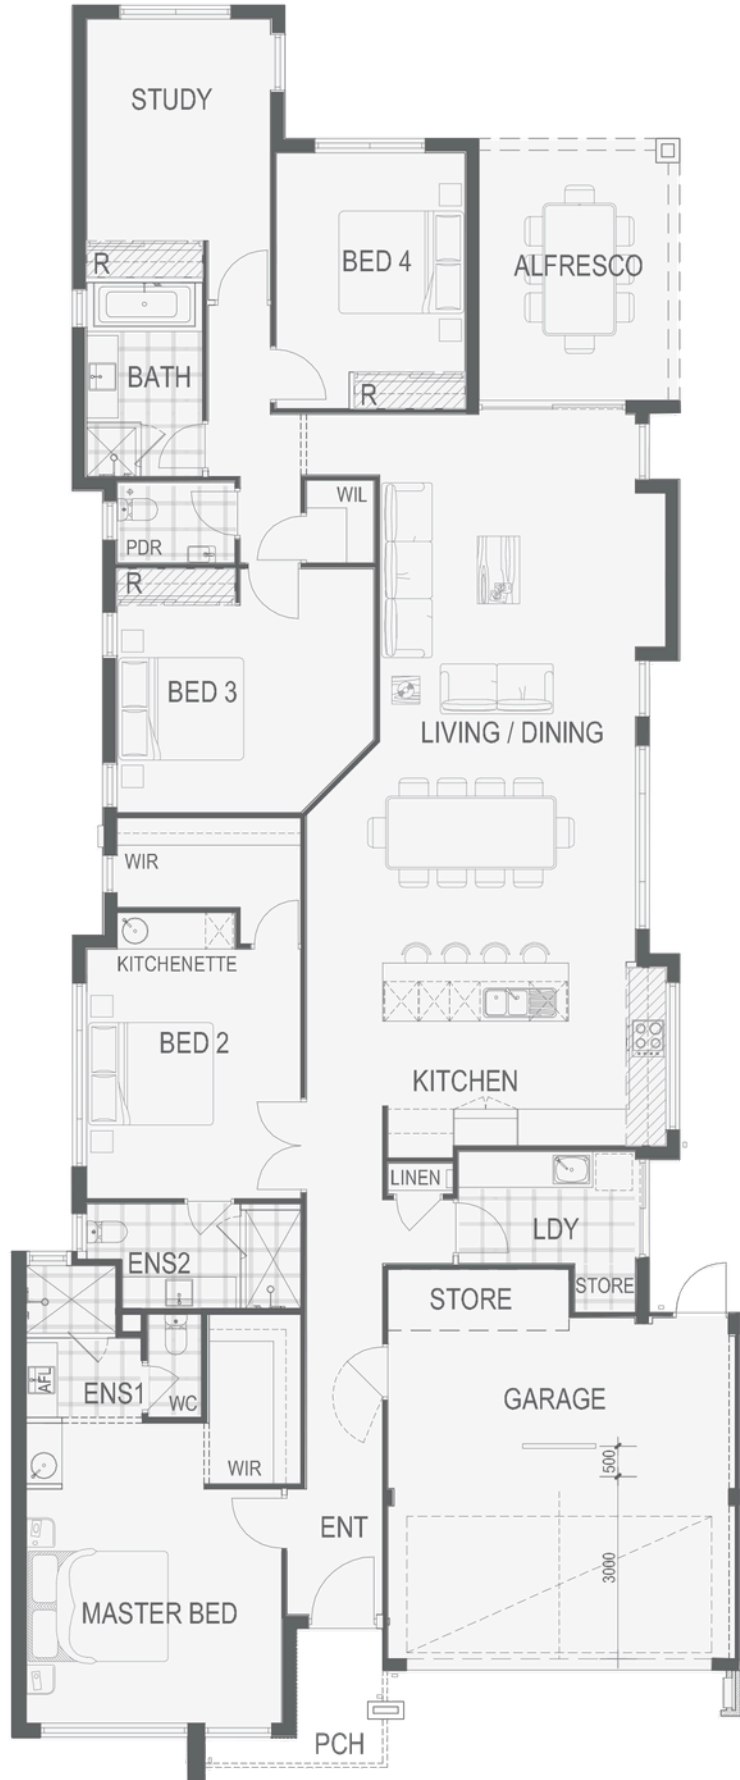 STUDY
R
BED 4
ALFRESCO
BATH
R
WIL
PDR
R
BED 3
LIVING / DINING
WIR
KITCHENETTE
BED 2
KITCHEN
LINEN
LDY
ENS2
STORE
STORE
AFL
ENS1
WC
GARAGE
WIR
500
ENT
3000
MASTER BED
PCH